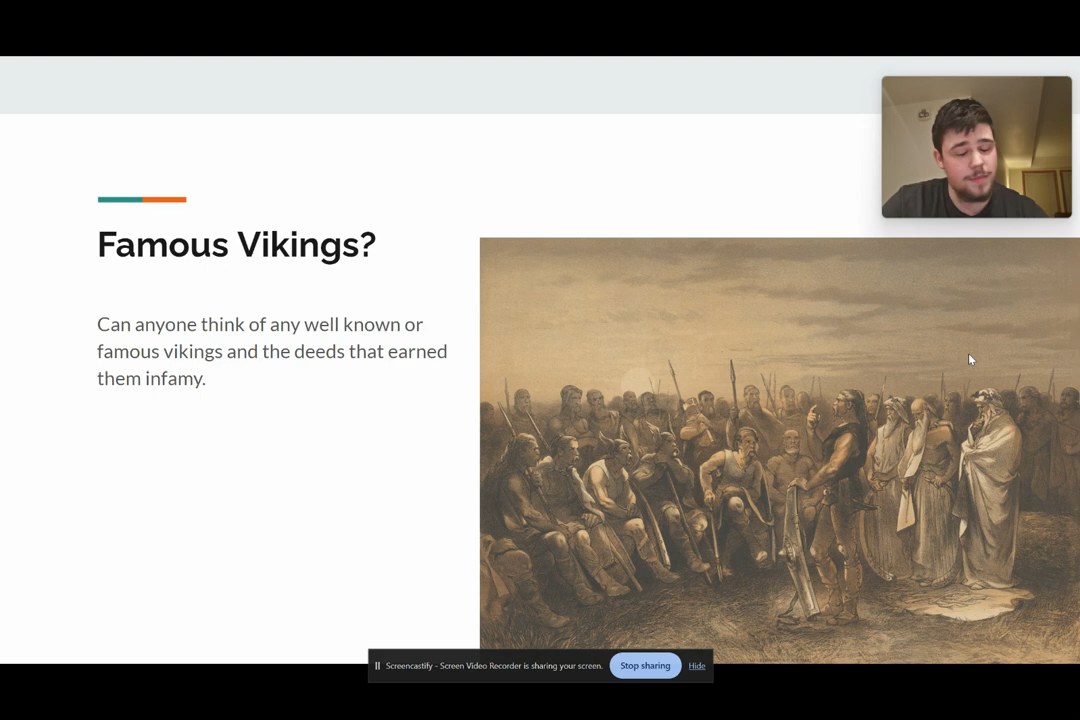 Famous Vikings?
Can anyone think of any well known or
famous vikings and the deeds that earned
them infamy.
Screencastify - Screen Video Recorder is sharing your screen. Stop sharing Hide